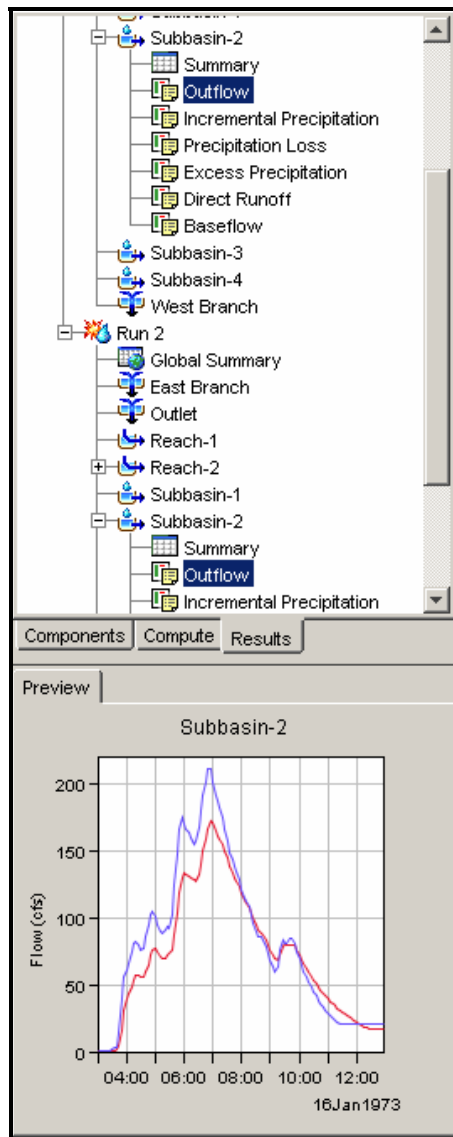 Subbasin-2
Summary
Outflow
Incremental Precipitation
Precipitation Loss
Excess Precipitation
Direct Runoff
Baseflow
Subbasin-3
Subbasin-4
West Branch
Run 2
Global Summary
East Branch
Outlet
Reach-1
Reach-2
Subbasin-1
Subbasin-2
Summary
Outflow
Incremental Precipitation
Components Compute Results
Preview
Subbasin-2
Flow (cfs)
200
150
100
50
0
04:00 06:00 08:00 10:00 12:00
16Jan1973